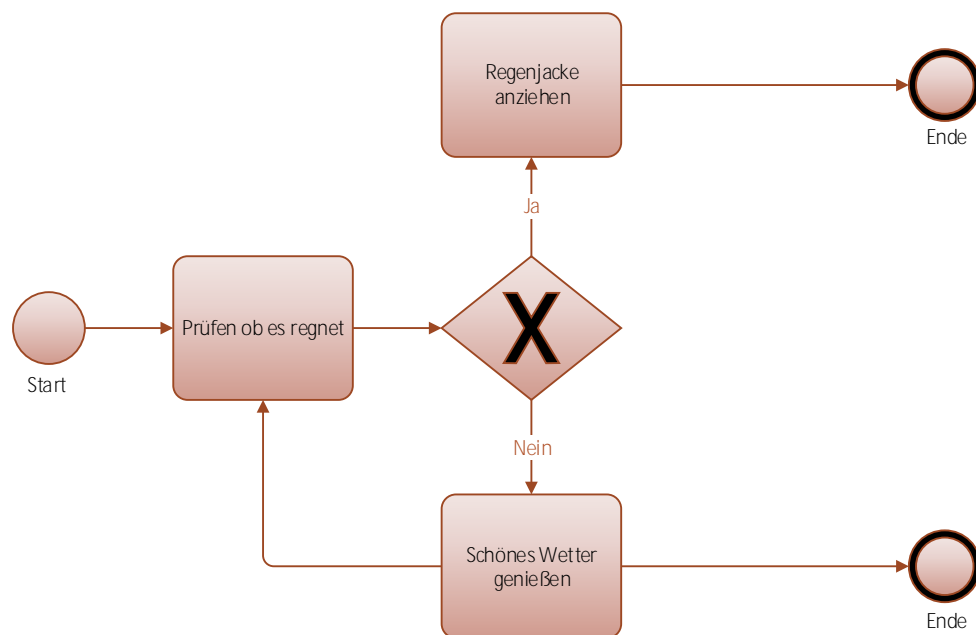 Regenjacke
anziehen
Ende
Ja
Prüfen ob es regnet
X
Start
Nein
Schönes Wetter
genießen
Ende